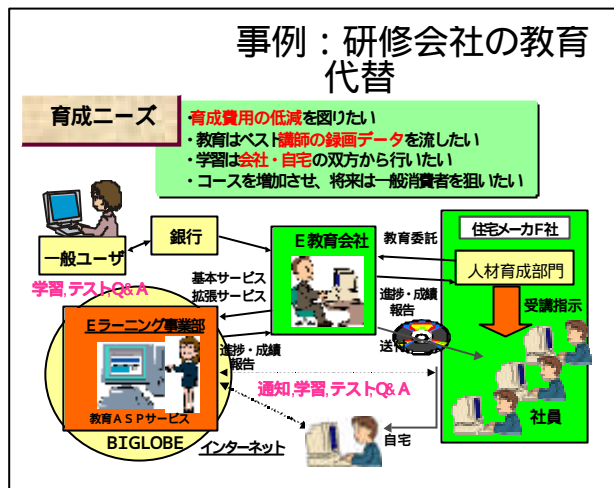 事例：研修会社の教育
代替
育成ニーズ
・育成費用の低減を図りたい
・教育はベスト講師の録画データを流したい
・学習は会社・自宅の双方から行いたい
・コースを増加させ、将来は一般消費者を狙いたい
一般ユーザ
銀行
Ｅ教育会社
教育委託
住宅メーカＦ社
人材育成部門
学習,テスト,Q&A
基本サービス
拡張サービス
進捗・成績
報告
受講指示
送付
Ｅラーニング事業部
進捗・成績
報告
通知,学習,テスト,Q&A
社員
教育ＡＳＰサービス
BIGLOBE
インターネット
自宅